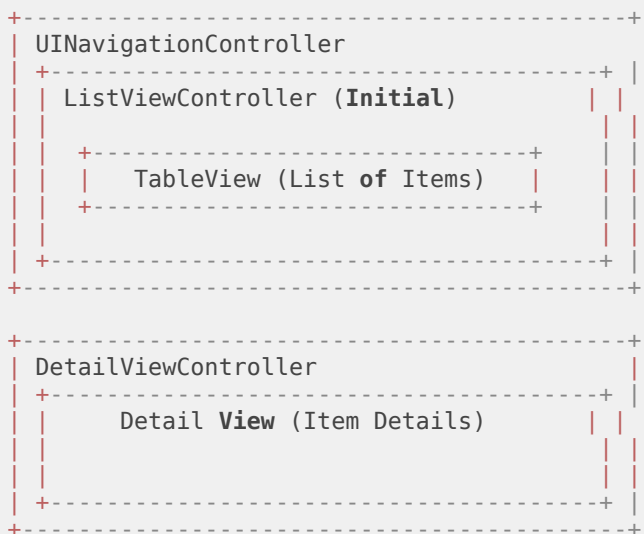 +-------------------------------------------+
| UINavigationController
| +---------------------------------------+ |
| | ListViewController (Initial)         | |
| |                                       | |
| |  +-------------------------------+    | |
| |  |   TableView (List of Items)   |    | |
| |  +-------------------------------+    | |
| |                                       | |
| +---------------------------------------+ |
+-------------------------------------------+

+-------------------------------------------+
| DetailViewController                      |
| +---------------------------------------+ |
| |     Detail View (Item Details)       | |
| |                                       | |
| |                                       | |
| +---------------------------------------+ |
+-------------------------------------------+